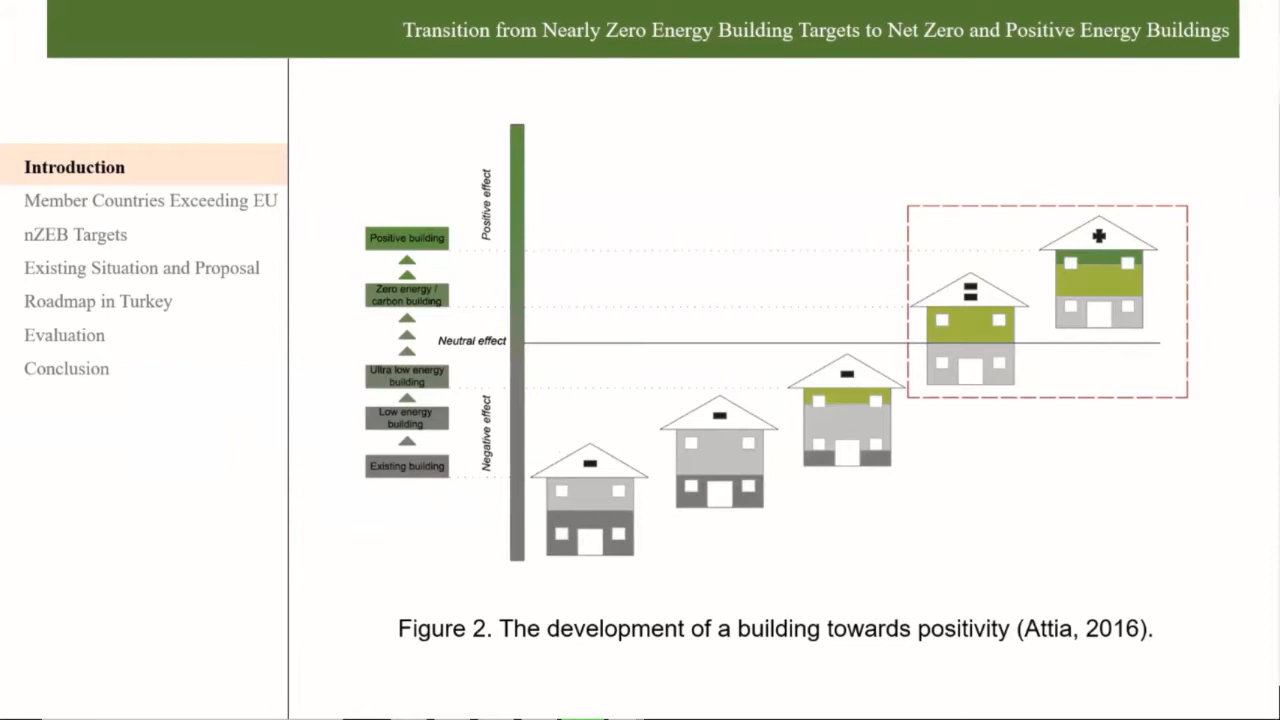 Transition from Nearly Zero Energy Building Targets to Net Zero and Positive Energy Buildings
Introduction
Member Countries Exceeding EU
nZEB Targets
Existing Situation and Proposal
Roadmap in Turkey
Evaluation
Conclusion
Positive effect
Positive building
Zero energy /
carbon building
Neutral effect
Ultra low energy
building
Low energy
building
Negative effect
Existing building
Figure 2. The development of a building towards positivity (Attia, 2016).